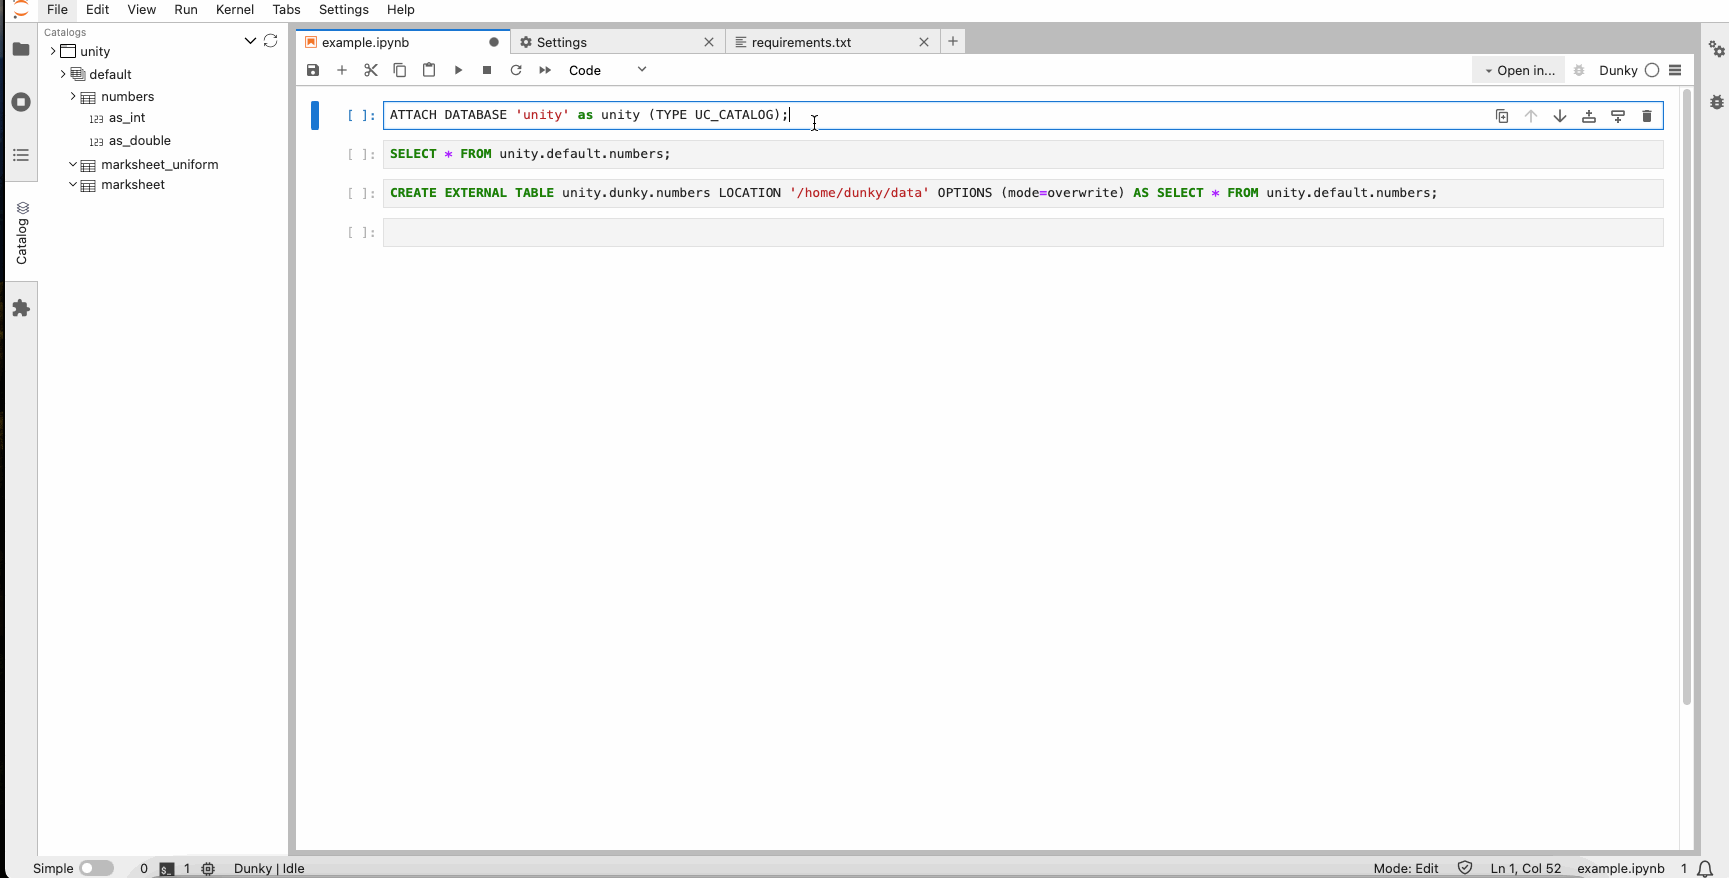 File Edit View Run Kernel Tabs Settings Help
Catalogs
unity
default
numbers
123 as_int
123 as_double
marksheet_uniform
marksheet
Catalog
example.ipynb
Settings
requirements.txt
Code
Open in...
Dunky
[ ]: ATTACH DATABASE 'unity' as unity (TYPE UC_CATALOG);
[ ]: SELECT * FROM unity.default.numbers;
[ ]: CREATE EXTERNAL TABLE unity.dunky.numbers LOCATION '/home/dunky/data' OPTIONS (mode=overwrite) AS SELECT * FROM unity.default.numbers;
[ ]:
Simple 0 $_ 1 Dunky | Idle Mode: Edit Ln 1, Col 52 example.ipynb 1